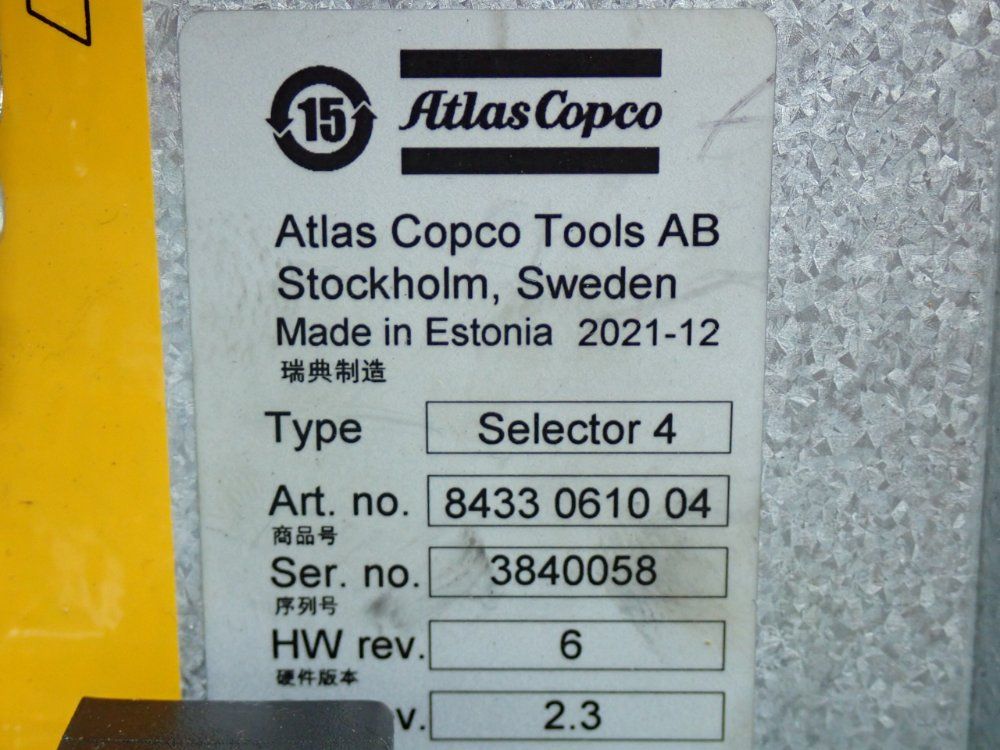 15
Atlas Copco
Atlas Copco Tools AB
Stockholm, Sweden
Made in Estonia 2021-12
瑞典制造
Type Selector 4
Art. no. 8433 0610 04
商品号
Ser. no. 3840058
序列号
HW rev. 6
硬件版本
v. 2.3